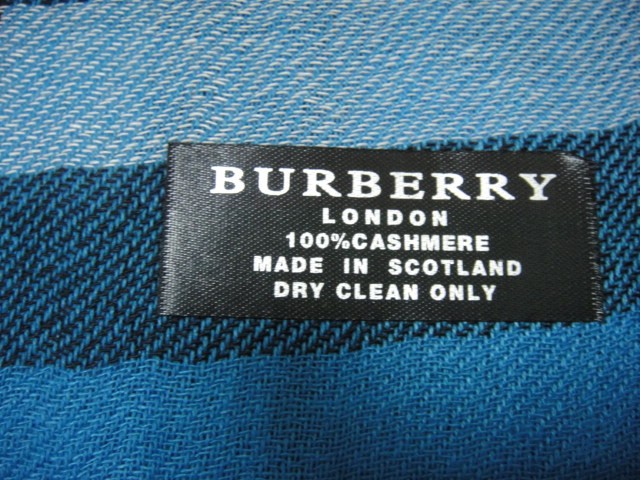 BURBERRY
LONDON
100%CASHMERE
MADE IN SCOTLAND
DRY CLEAN ONLY